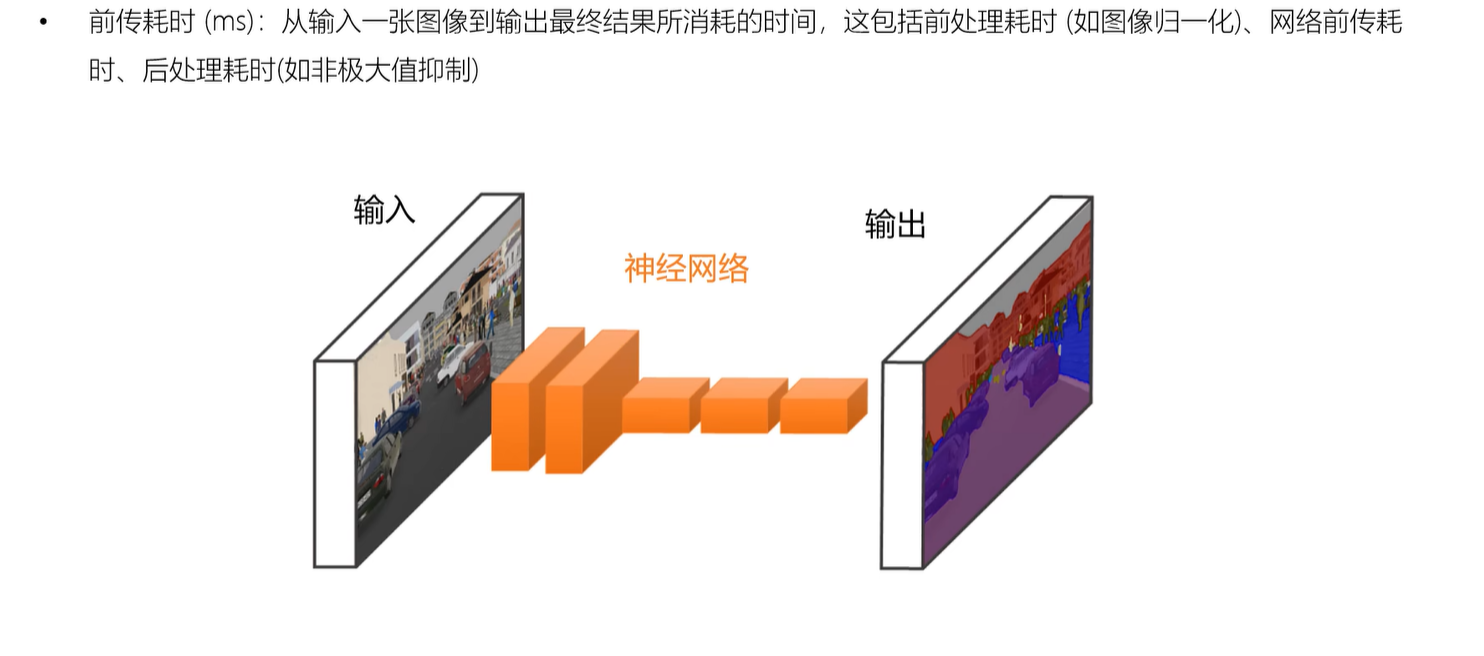 • 前传耗时 (ms)：从输入一张图像到输出最终结果所消耗的时间，这包括前处理耗时 (如图像归一化)、网络前传耗
时、后处理耗时(如非极大值抑制)
输入
输出
神经网络